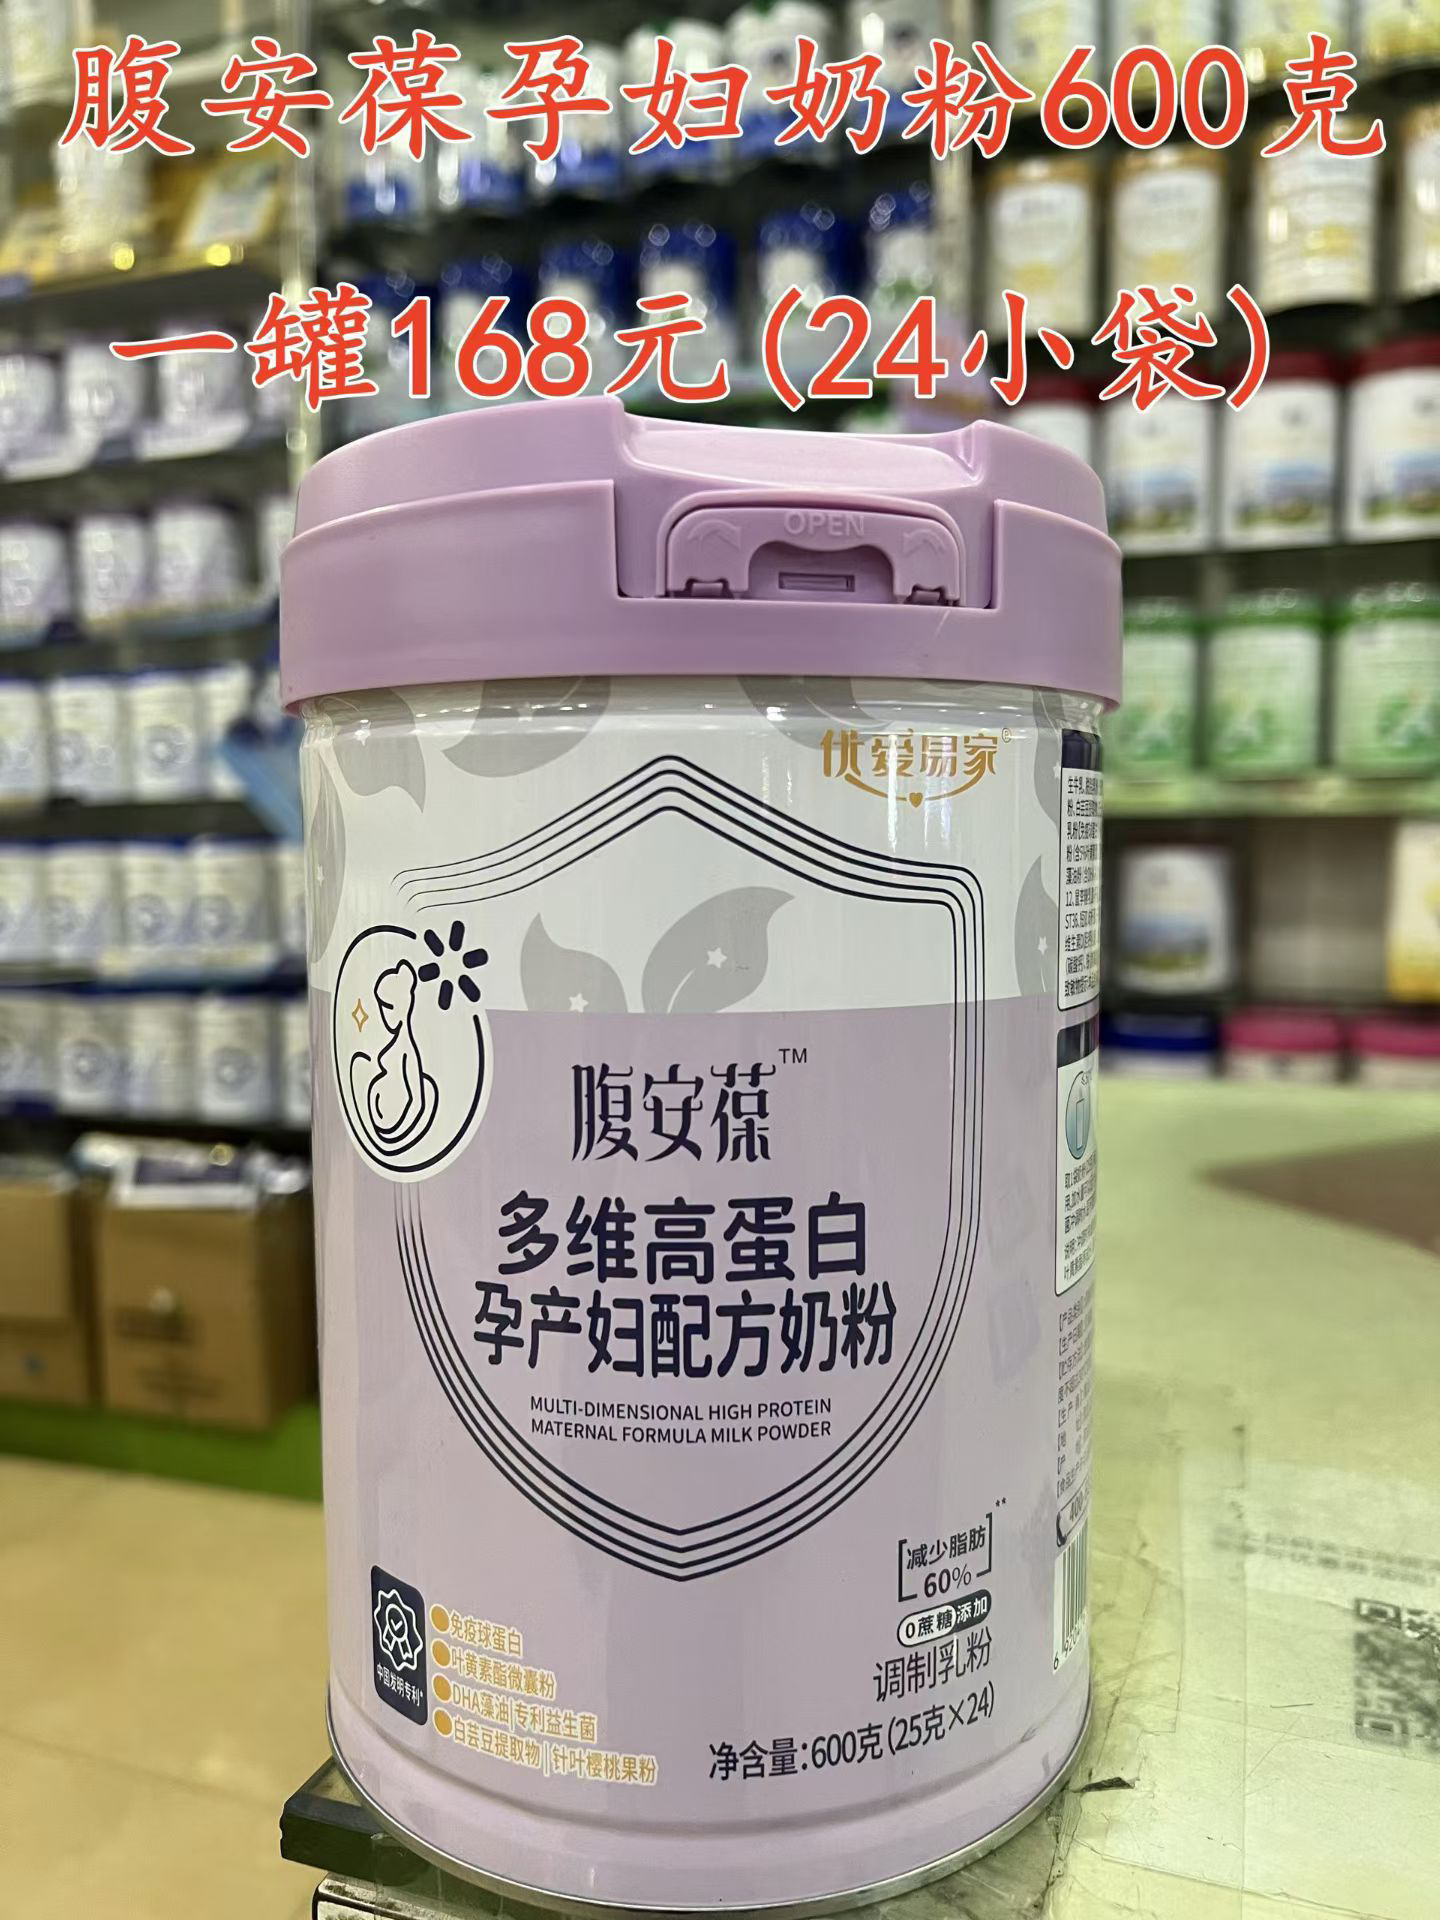 腹安葆孕妇奶粉600克
一罐168元(24小袋)
OPEN
优爱易家®
腹安葆™
多维高蛋白
孕产妇配方奶粉
MULTI-DIMENSIONAL HIGH PROTEIN
MATERNAL FORMULA MILK POWDER
减少脂肪
60%
**
0蔗糖添加
调制乳粉
净含量:600克(25克×24)
中国发明专利*
免疫球蛋白
叶黄素酯微囊粉
DHA藻油|专利益生菌
白芸豆提取物|针叶樱桃果粉